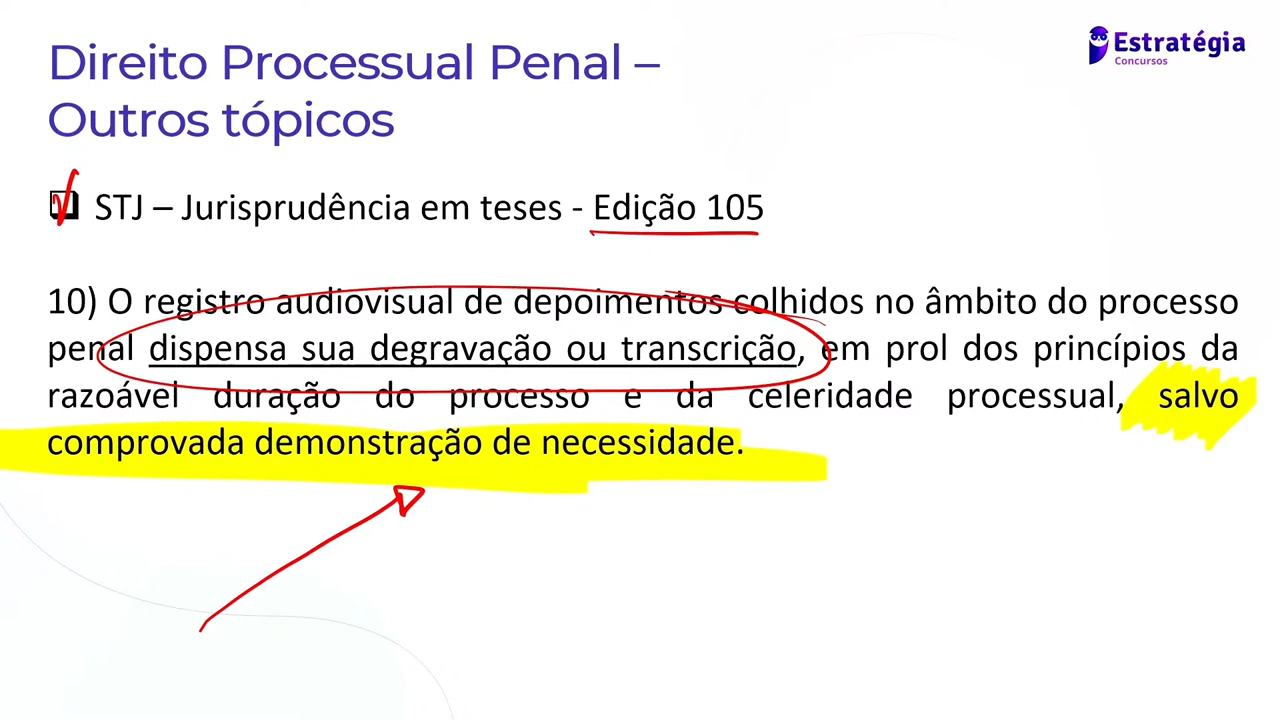 Direito Processual Penal –
Outros tópicos
Estratégia
Concursos
STJ – Jurisprudência em teses - Edição 105
10) O registro audiovisual de depoimentos colhidos no âmbito do processo
penal dispensa sua degravação ou transcrição, em prol dos princípios da
razoável duração do processo e da celeridade processual, salvo
comprovada demonstração de necessidade.